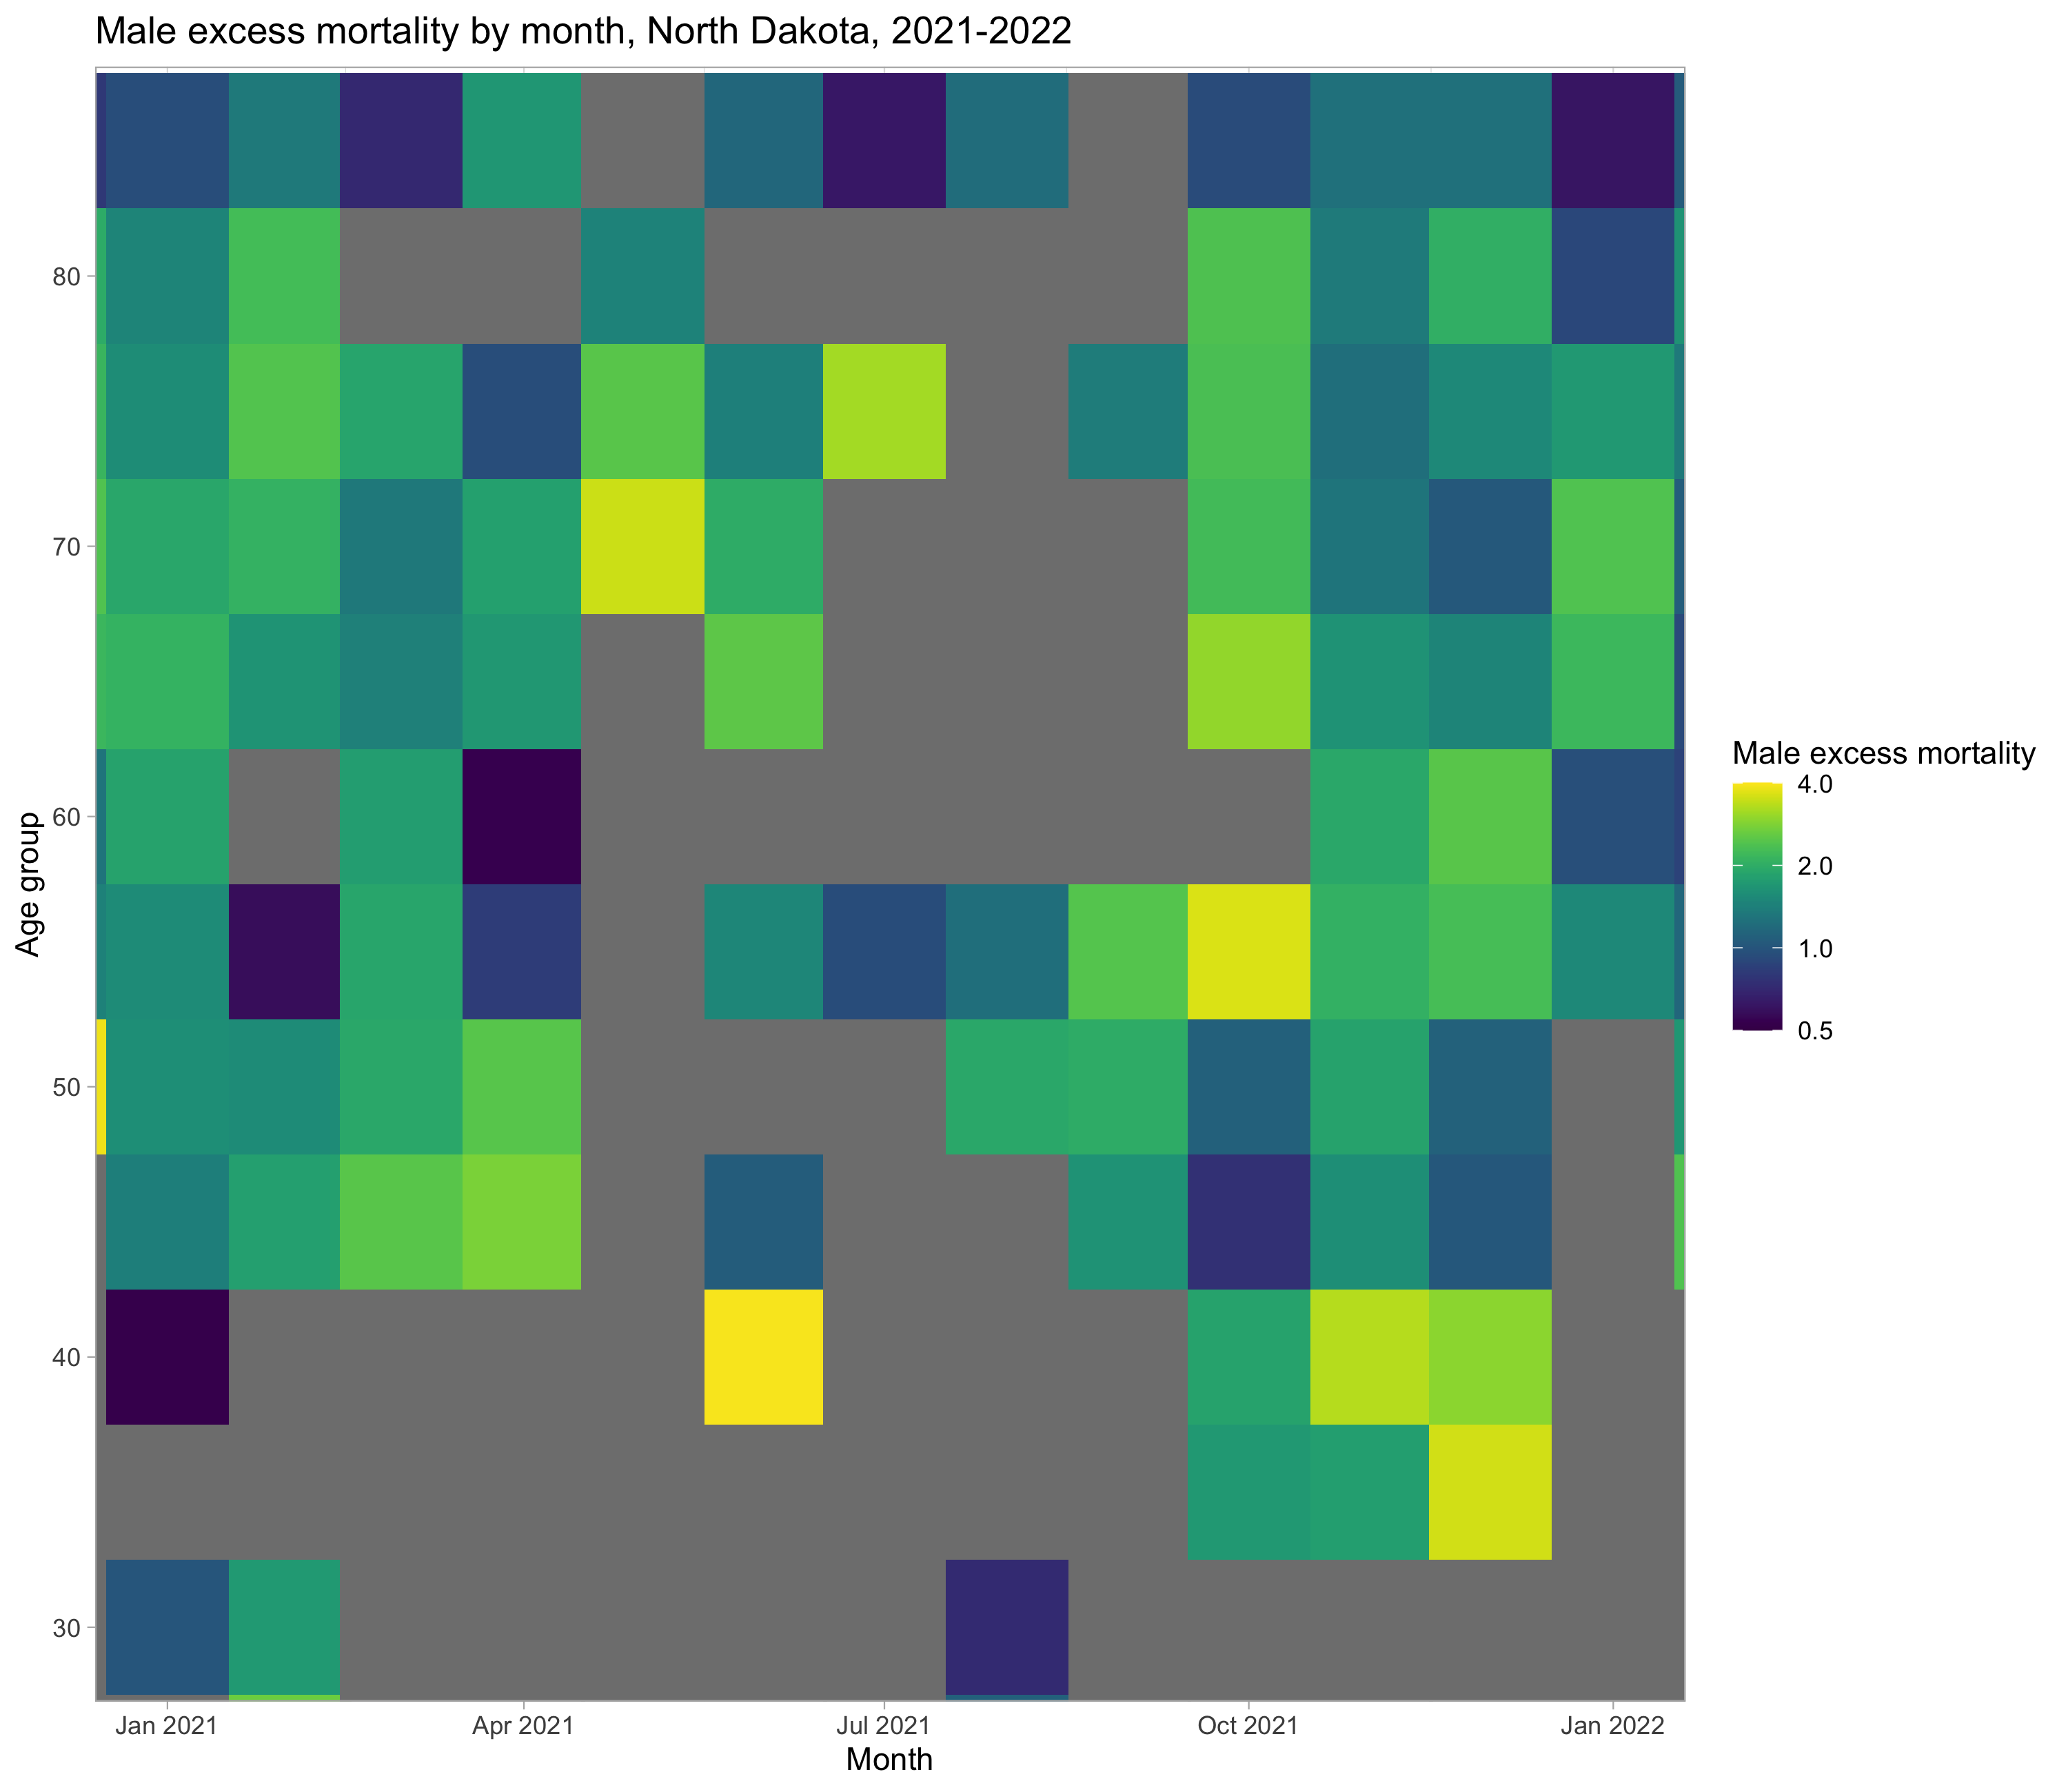 Male excess mortality by month, North Dakota, 2021-2022
80
70
60
50
40
30
Age group
Jan 2021
Apr 2021
Jul 2021
Oct 2021
Jan 2022
Month
Male excess mortality
4.0
2.0
1.0
0.5